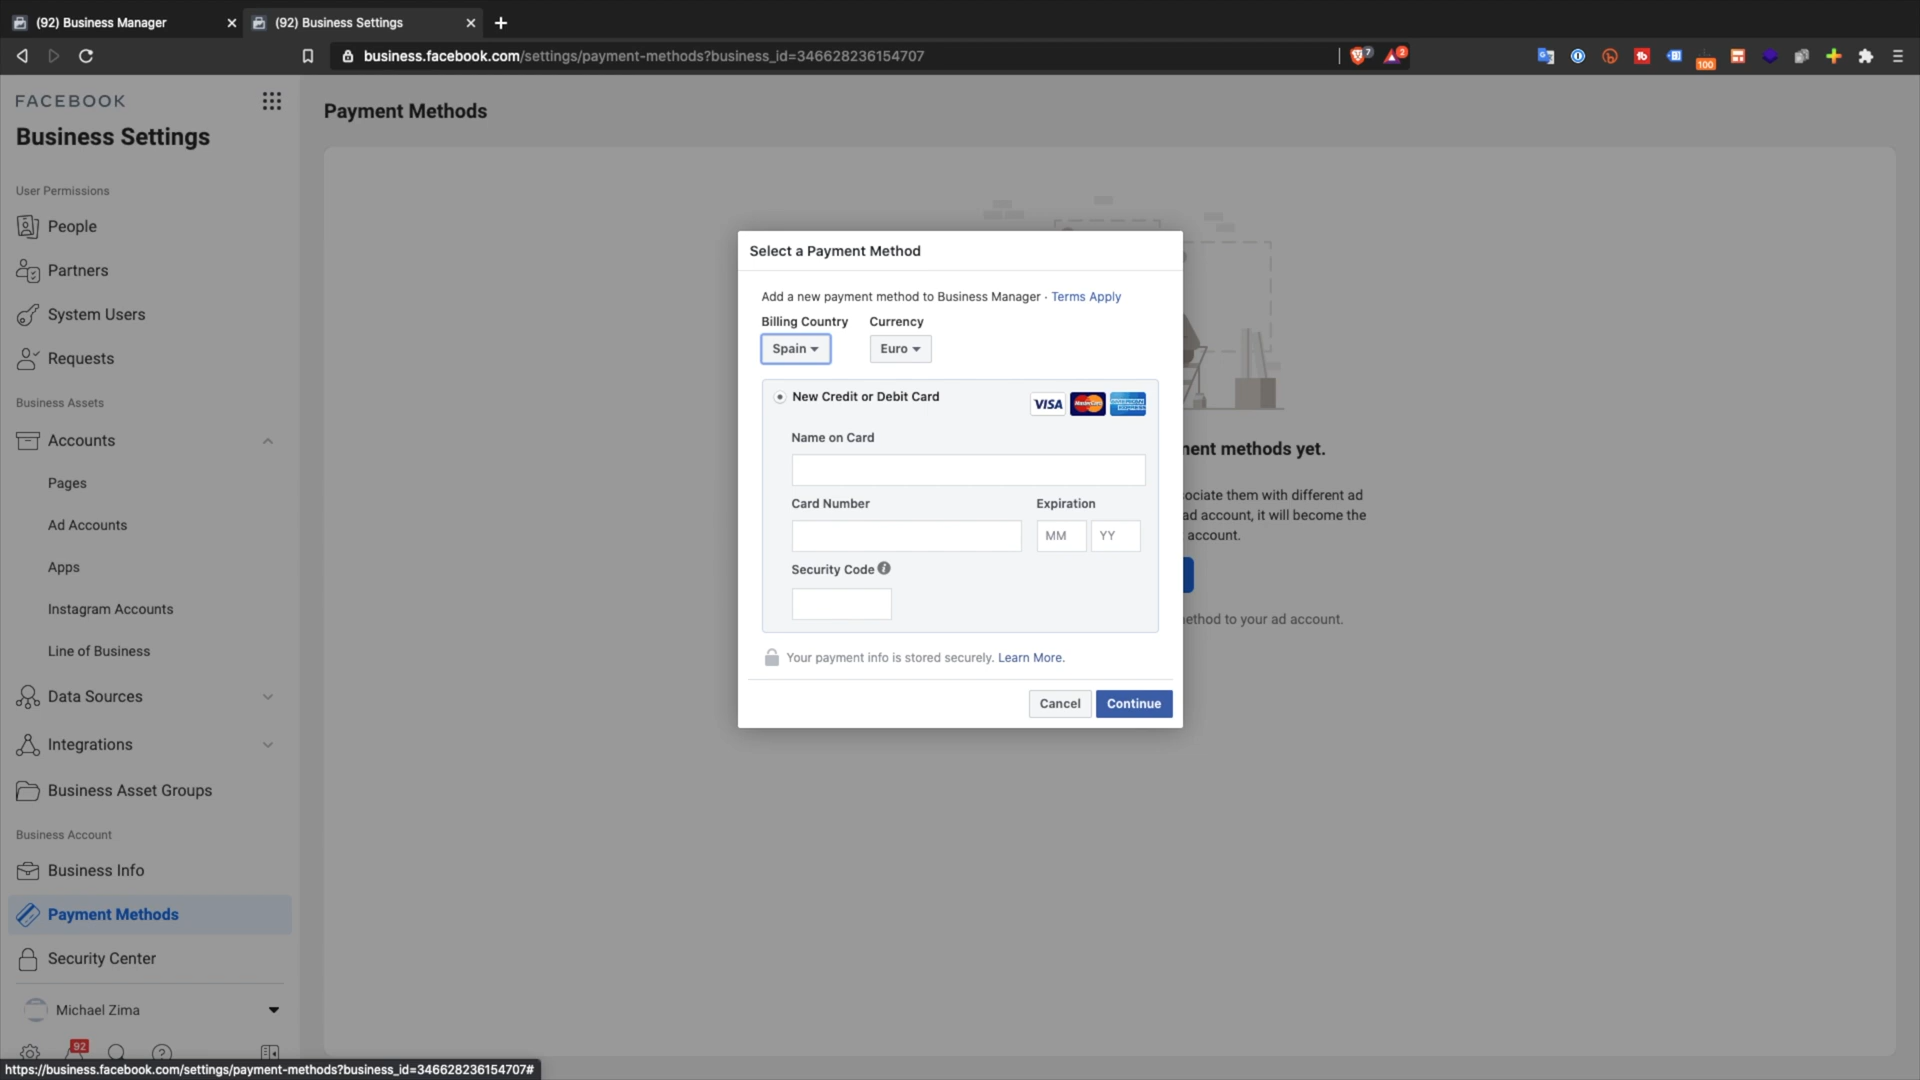 (92) Business Manager
(92) Business Settings
business.facebook.com/settings/payment-methods?business_id=346628236154707
7
2
100
FACEBOOK
Business Settings
User Permissions
People
Partners
System Users
Requests
Business Assets
Accounts
Pages
Ad Accounts
Apps
Instagram Accounts
Line of Business
Data Sources
Integrations
Business Asset Groups
Business Account
Business Info
Payment Methods
Security Center
Michael Zima
92
https://business.facebook.com/settings/payment-methods?business_id=346628236154707#
Payment Methods
Select a Payment Method
Add a new payment method to Business Manager · Terms Apply
Billing Country Currency
Spain Euro
New Credit or Debit Card
VISA MasterCard AMERICAN EXPRESS
Name on Card
Card Number Expiration
MM YY
Security Code
Your payment info is stored securely. Learn More.
Cancel Continue
nent methods yet.
ociate them with different ad
ad account, it will become the
account.
ethod to your ad account.